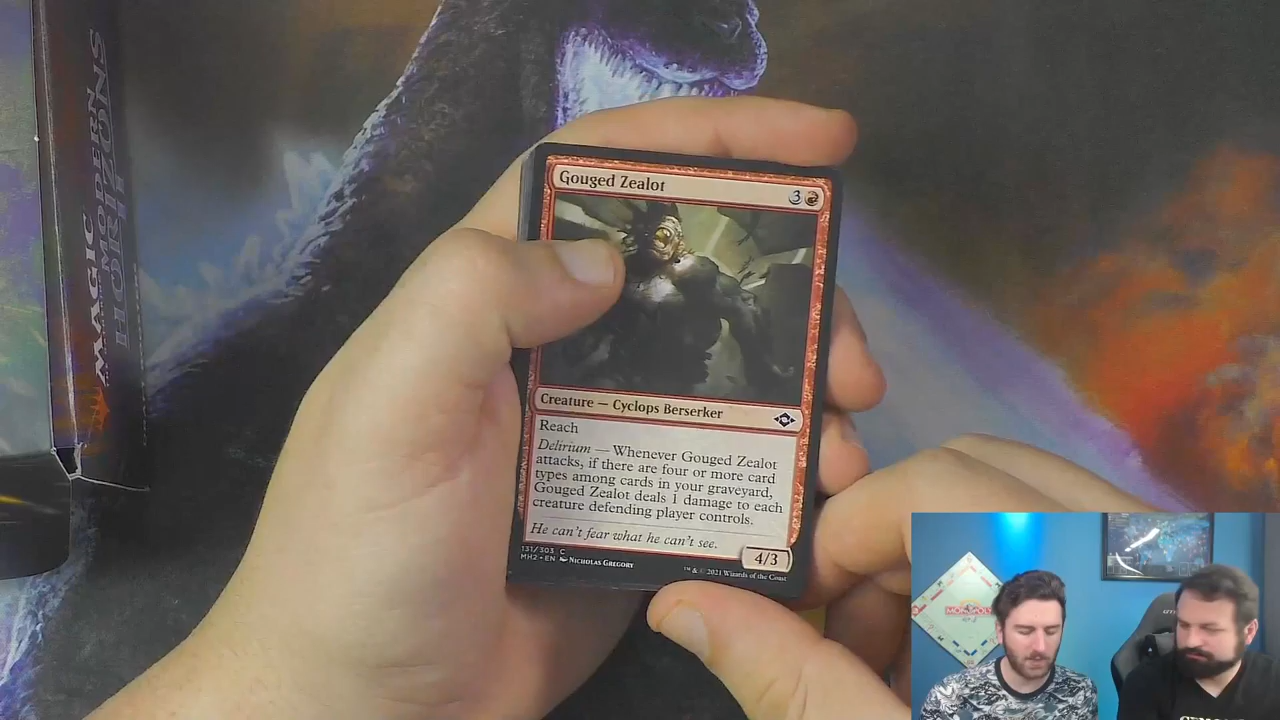 MAGIC
MODERN
HORIZONS
Gouged Zealot
3
Creature — Cyclops Berserker
Reach
Delirium — Whenever Gouged Zealot
attacks, if there are four or more card
types among cards in your graveyard,
Gouged Zealot deals 1 damage to each
creature defending player controls.
He can't fear what he can't see.
4/3
131/303 C
MH2 • EN Nicholas Gregory
™ & © 2021 Wizards of the Coast
MONOPOLY